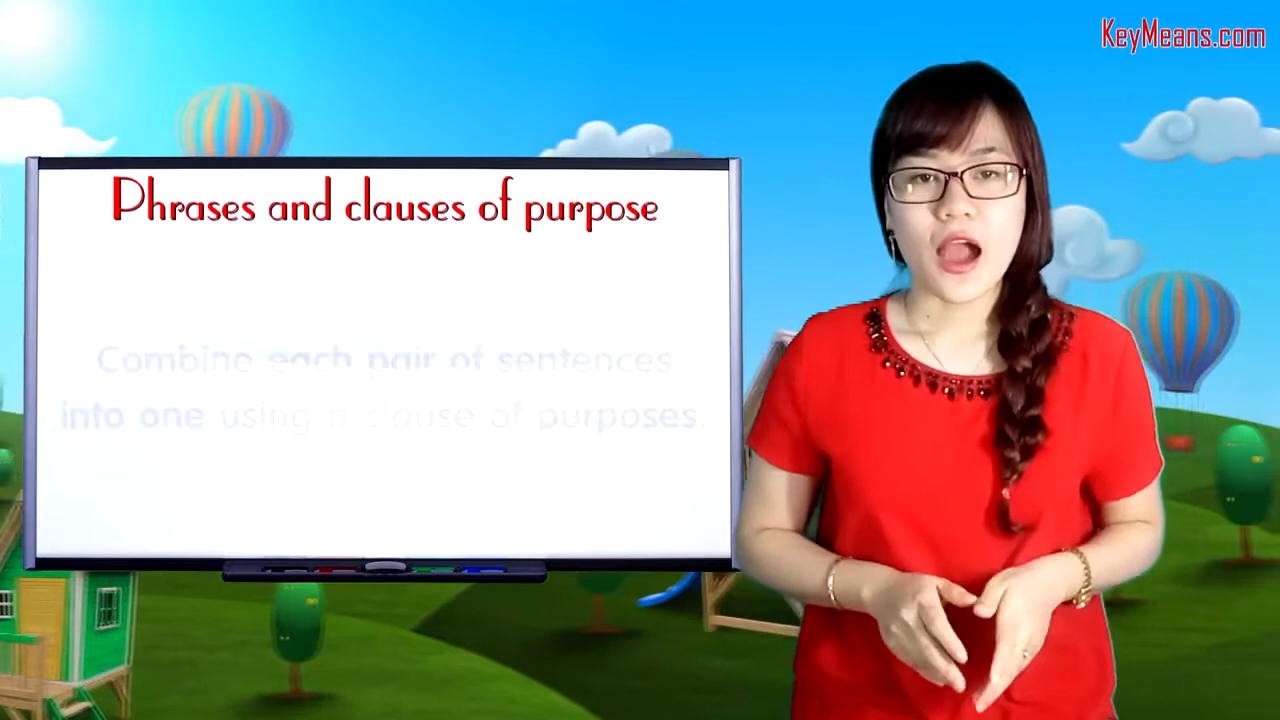 KeyMeans.com
Phrases and clauses of purpose
Combine each pair of sentences
into one using a clause of purposes.